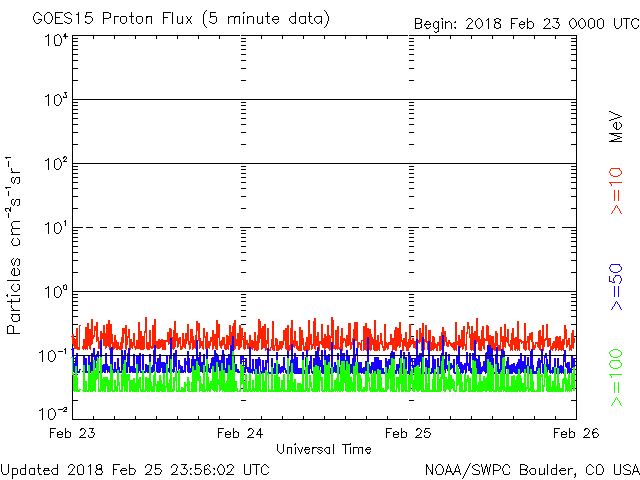 GOES15 Proton Flux (5 minute data)
Begin: 2018 Feb 23 0000 UTC
10⁴
10³
10²
10¹
10⁰
10⁻¹
10⁻²
Particles cm⁻²s⁻¹sr⁻¹
MeV
>=10
>=50
>=100
Feb 23
Feb 24
Feb 25
Feb 26
Universal Time
Updated 2018 Feb 25 23:56:02 UTC
NOAA/SWPC Boulder, CO USA